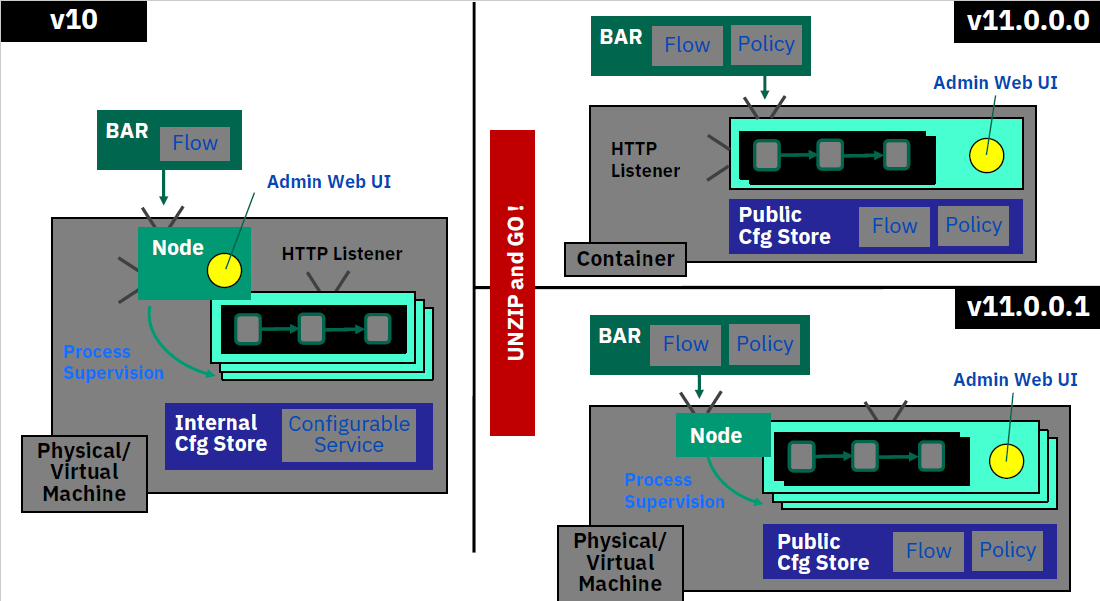 v10
BAR
Flow
Admin Web UI
Node
HTTP Listener
Process
Supervision
Internal
Cfg Store
Configurable
Service
Physical/
Virtual
Machine
UNZIP and GO !
v11.0.0.0
BAR
Flow
Policy
Admin Web UI
HTTP
Listener
Public
Cfg Store
Flow
Policy
Container
v11.0.0.1
BAR
Flow
Policy
Admin Web UI
Node
Process
Supervision
Public
Cfg Store
Flow
Policy
Physical/
Virtual
Machine